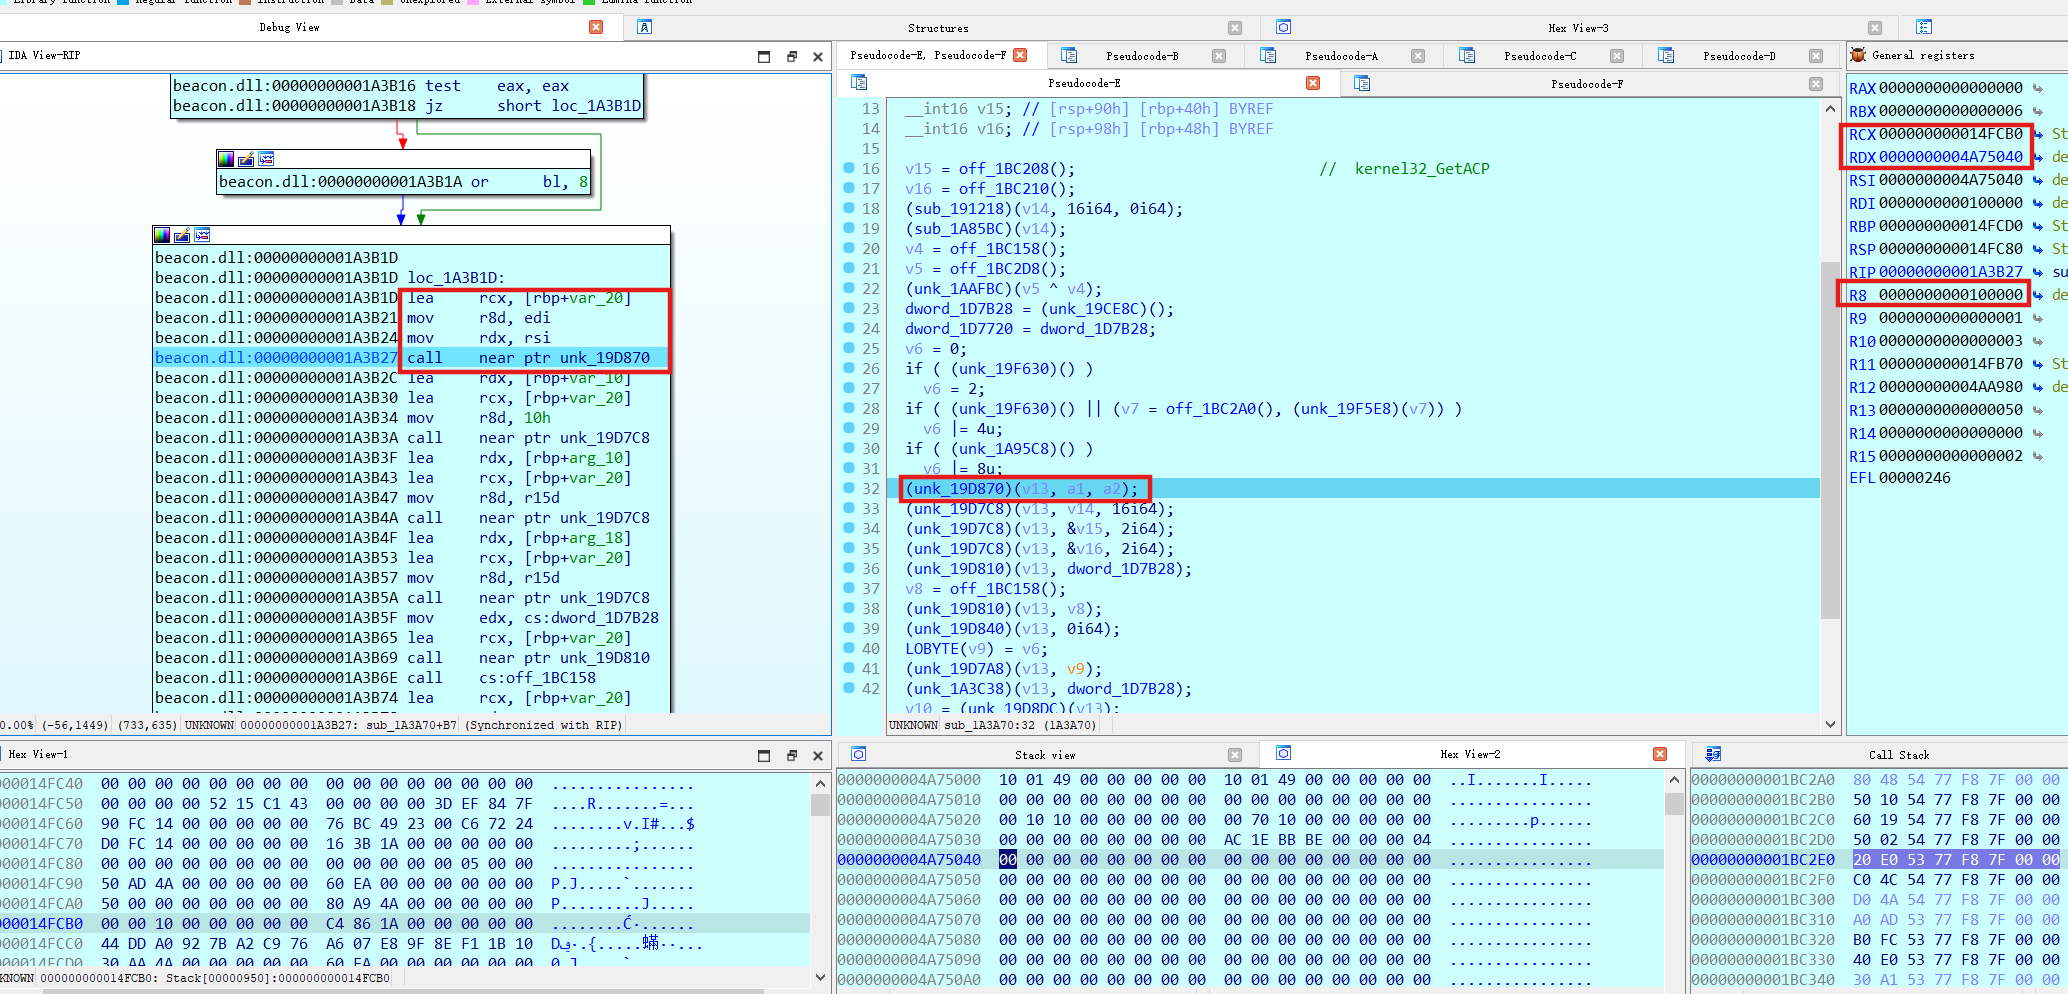 Library function Regular function Instruction Data Unexplored External symbol Lumina function
Debug View
Structures
Hex View-3
IDA View-RIP
beacon.dll:00000000001A3B16 test eax, eax
beacon.dll:00000000001A3B18 jz short loc_1A3B1D
beacon.dll:00000000001A3B1A or bl, 8
beacon.dll:00000000001A3B1D
beacon.dll:00000000001A3B1D loc_1A3B1D:
beacon.dll:00000000001A3B1D lea rcx, [rbp+var_20]
beacon.dll:00000000001A3B21 mov r8d, edi
beacon.dll:00000000001A3B24 mov rdx, rsi
beacon.dll:00000000001A3B27 call near ptr unk_19D870
beacon.dll:00000000001A3B2C lea rdx, [rbp+var_10]
beacon.dll:00000000001A3B30 lea rcx, [rbp+var_20]
beacon.dll:00000000001A3B34 mov r8d, 10h
beacon.dll:00000000001A3B3A call near ptr unk_19D7C8
beacon.dll:00000000001A3B3F lea rdx, [rbp+arg_10]
beacon.dll:00000000001A3B43 lea rcx, [rbp+var_20]
beacon.dll:00000000001A3B47 mov r8d, r15d
beacon.dll:00000000001A3B4A call near ptr unk_19D7C8
beacon.dll:00000000001A3B4F lea rdx, [rbp+arg_18]
beacon.dll:00000000001A3B53 lea rcx, [rbp+var_20]
beacon.dll:00000000001A3B57 mov r8d, r15d
beacon.dll:00000000001A3B5A call near ptr unk_19D7C8
beacon.dll:00000000001A3B5F mov edx, cs:dword_1D7B28
beacon.dll:00000000001A3B65 lea rcx, [rbp+var_20]
beacon.dll:00000000001A3B69 call near ptr unk_19D810
beacon.dll:00000000001A3B6E call cs:off_1BC158
beacon.dll:00000000001A3B74 lea rcx, [rbp+var_20]
0.00% (-56,1449) (733,635) UNKNOWN 00000000001A3B27: sub_1A3A70+B7 (Synchronized with RIP)
Pseudocode-E, Pseudocode-F
Pseudocode-B
Pseudocode-A
Pseudocode-C
Pseudocode-D
Pseudocode-E
Pseudocode-F
13 __int16 v15; // [rsp+90h] [rbp+40h] BYREF
14 __int16 v16; // [rsp+98h] [rbp+48h] BYREF
15
16 v15 = off_1BC208(); // kernel32_GetACP
17 v16 = off_1BC210();
18 (sub_191218)(v14, 16i64, 0i64);
19 (sub_1A85BC)(v14);
20 v4 = off_1BC158();
21 v5 = off_1BC2D8();
22 (unk_1AAFBC)(v5 ^ v4);
23 dword_1D7B28 = (unk_19CE8C)();
24 dword_1D7720 = dword_1D7B28;
25 v6 = 0;
26 if ( (unk_19F630)() )
27 v6 = 2;
28 if ( (unk_19F630)() || (v7 = off_1BC2A0(), (unk_19F5E8)(v7)) )
29 v6 |= 4u;
30 if ( (unk_1A95C8)() )
31 v6 |= 8u;
32 (unk_19D870)(v13, a1, a2);
33 (unk_19D7C8)(v13, v14, 16i64);
34 (unk_19D7C8)(v13, &v15, 2i64);
35 (unk_19D7C8)(v13, &v16, 2i64);
36 (unk_19D810)(v13, dword_1D7B28);
37 v8 = off_1BC158();
38 (unk_19D810)(v13, v8);
39 (unk_19D840)(v13, 0i64);
40 LOBYTE(v9) = v6;
41 (unk_19D7A8)(v13, v9);
42 (unk_1A3C38)(v13, dword_1D7B28);
v10 = (unk_19D8DC)(v13);
UNKNOWN sub_1A3A70:32 (1A3A70)
General registers
RAX 0000000000000000
RBX 0000000000000006
RCX 000000000014FCB0 St
RDX 0000000004A75040 de
RSI 0000000004A75040 de
RDI 0000000000100000 de
RBP 000000000014FCD0 St
RSP 000000000014FC80 St
RIP 00000000001A3B27 su
R8 0000000000100000 de
R9 0000000000000001
R10 0000000000000003
R11 000000000014FB70 St
R12 00000000004AA980 de
R13 0000000000000050
R14 0000000000000000
R15 0000000000000002
EFL 00000246
Hex View-1
000014FC40 00 00 00 00 00 00 00 00 00 00 00 00 00 00 00 00 ................
000014FC50 00 00 00 00 52 15 C1 43 00 00 00 00 3D EF 84 7F ....R.......=...
000014FC60 90 FC 14 00 00 00 00 00 76 BC 49 23 00 C6 72 24 ........v.I#...$
000014FC70 D0 FC 14 00 00 00 00 00 16 3B 1A 00 00 00 00 00 .........;......
000014FC80 00 00 00 00 00 00 00 00 00 00 00 00 05 00 00 00 ................
000014FC90 50 AD 4A 00 00 00 00 00 60 EA 00 00 00 00 00 00 P.J.....`.......
000014FCA0 50 00 00 00 00 00 00 00 80 A9 4A 00 00 00 00 00 P.........J.....
000014FCB0 00 00 10 00 00 00 00 00 C4 86 1A 00 00 00 00 00
000014FCC0 44 DD A0 92 7B A2 C9 76 A6 07 E8 9F 8E F1 1B 10
000014FCD0 30 AA 4A 00 00 00 00 00 60 EA 00 00 00 00 00 00
KNOWN 000000000014FCB0: Stack[00000950]:000000000014FCB0
Stack view
Hex View-2
0000000004A75000 10 01 49 00 00 00 00 00 10 01 49 00 00 00 00 00 ..I.......I.....
0000000004A75010 00 00 00 00 00 00 00 00 00 00 00 00 00 00 00 00 ................
0000000004A75020 00 10 10 00 00 00 00 00 00 70 10 00 00 00 00 00 .........p......
0000000004A75030 00 00 00 00 00 00 00 00 AC 1E BB BE 00 00 00 04 ................
0000000004A75040 00 00 00 00 00 00 00 00 00 00 00 00 00 00 00 00 ................
0000000004A75050 00 00 00 00 00 00 00 00 00 00 00 00 00 00 00 00 ................
0000000004A75060 00 00 00 00 00 00 00 00 00 00 00 00 00 00 00 00 ................
0000000004A75070 00 00 00 00 00 00 00 00 00 00 00 00 00 00 00 00 ................
0000000004A75080 00 00 00 00 00 00 00 00 00 00 00 00 00 00 00 00 ................
0000000004A75090 00 00 00 00 00 00 00 00 00 00 00 00 00 00 00 00 ................
0000000004A750A0 00 00 00 00 00 00 00 00 00 00 00 00 00 00 00 00 ................
Call Stack
00000000001BC2A0 80 48 54 77 F8 7F 00 00
00000000001BC2B0 50 10 54 77 F8 7F 00 00
00000000001BC2C0 60 19 54 77 F8 7F 00 00
00000000001BC2D0 50 02 54 77 F8 7F 00 00
00000000001BC2E0 20 E0 53 77 F8 7F 00 00
00000000001BC2F0 C0 4C 54 77 F8 7F 00 00
00000000001BC300 D0 4A 54 77 F8 7F 00 00
00000000001BC310 A0 AD 53 77 F8 7F 00 00
00000000001BC320 B0 FC 53 77 F8 7F 00 00
00000000001BC330 40 E0 53 77 F8 7F 00 00
00000000001BC340 30 A1 53 77 F8 7F 00 00